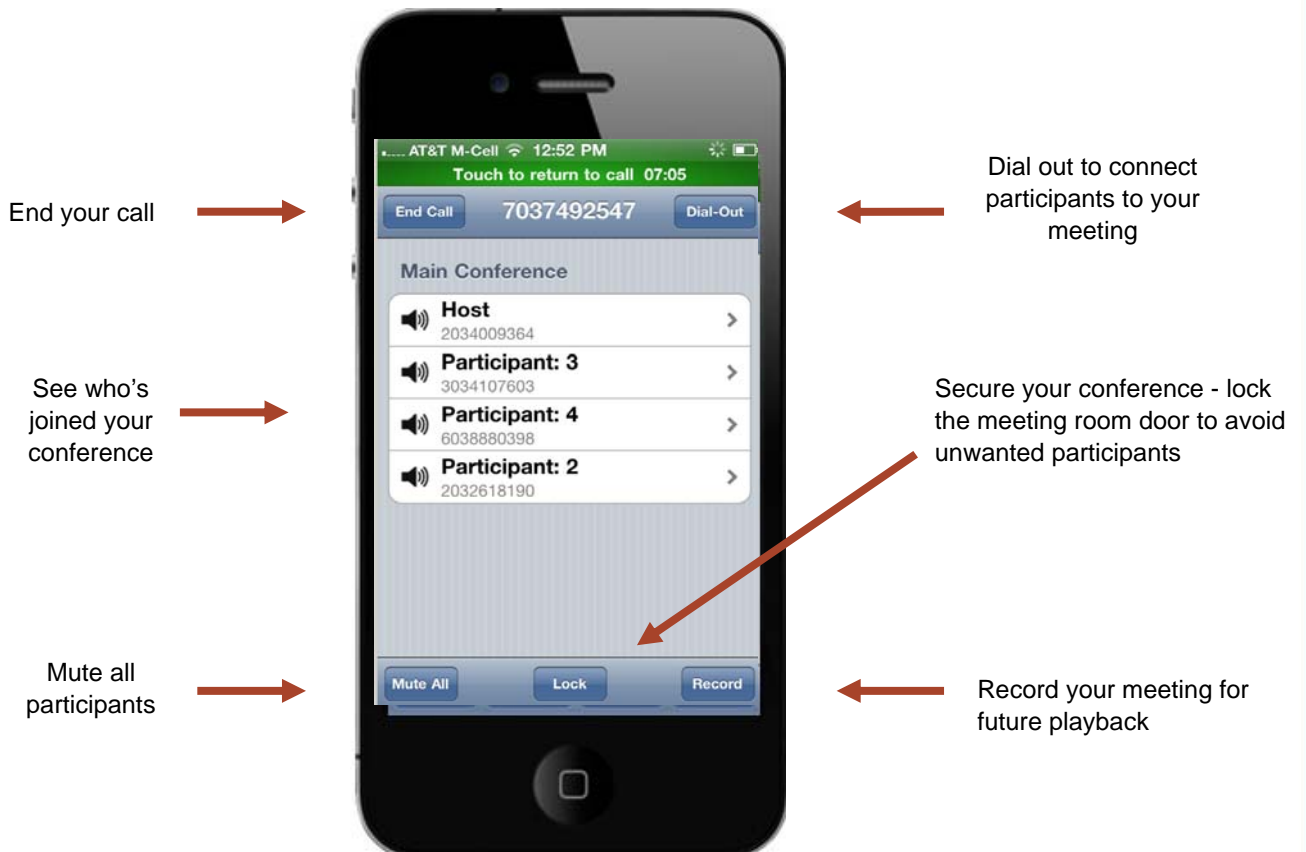 AT&T M-Cell 12:52 PM
Touch to return to call 07:05
End Call 7037492547 Dial-Out
Main Conference
Host
2034009364
Participant: 3
3034107603
Participant: 4
6038880398
Participant: 2
2032618190
Mute All Lock Record
End your call
See who's
joined your
conference
Mute all
participants
Dial out to connect
participants to your
meeting
Secure your conference - lock
the meeting room door to avoid
unwanted participants
Record your meeting for
future playback